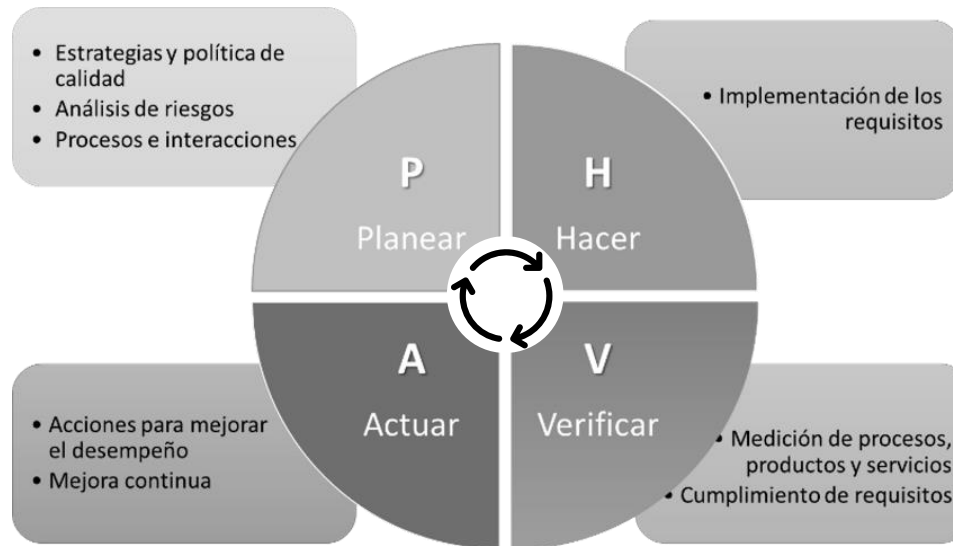 • Estrategias y política de
calidad
• Análisis de riesgos
• Procesos e interacciones
P
Planear
H
Hacer
• Implementación de los
requisitos
A
Actuar
V
Verificar
• Acciones para mejorar
el desempeño
• Mejora continua
• Medición de procesos,
productos y servicios
• Cumplimiento de requisitos